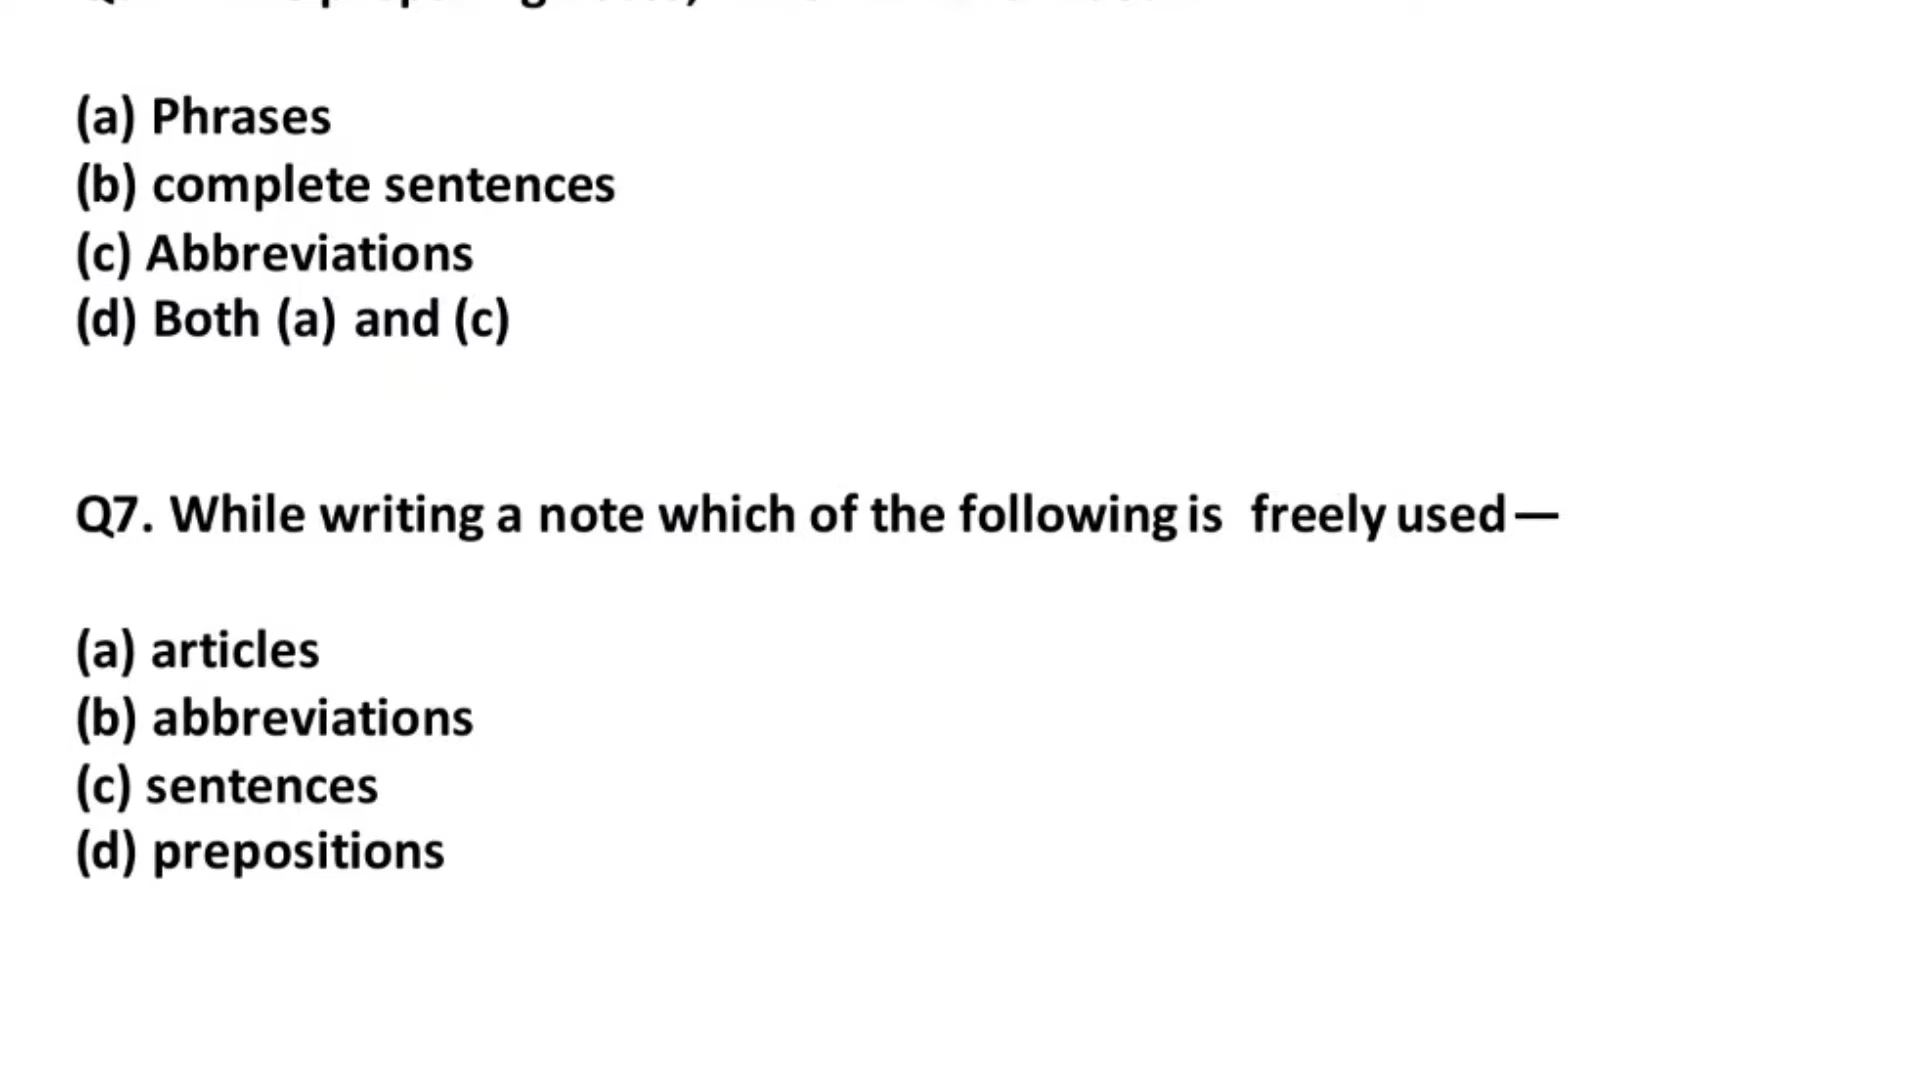 (a) Phrases
(b) complete sentences
(c) Abbreviations
(d) Both (a) and (c)
Q7. While writing a note which of the following is freely used—
(a) articles
(b) abbreviations
(c) sentences
(d) prepositions